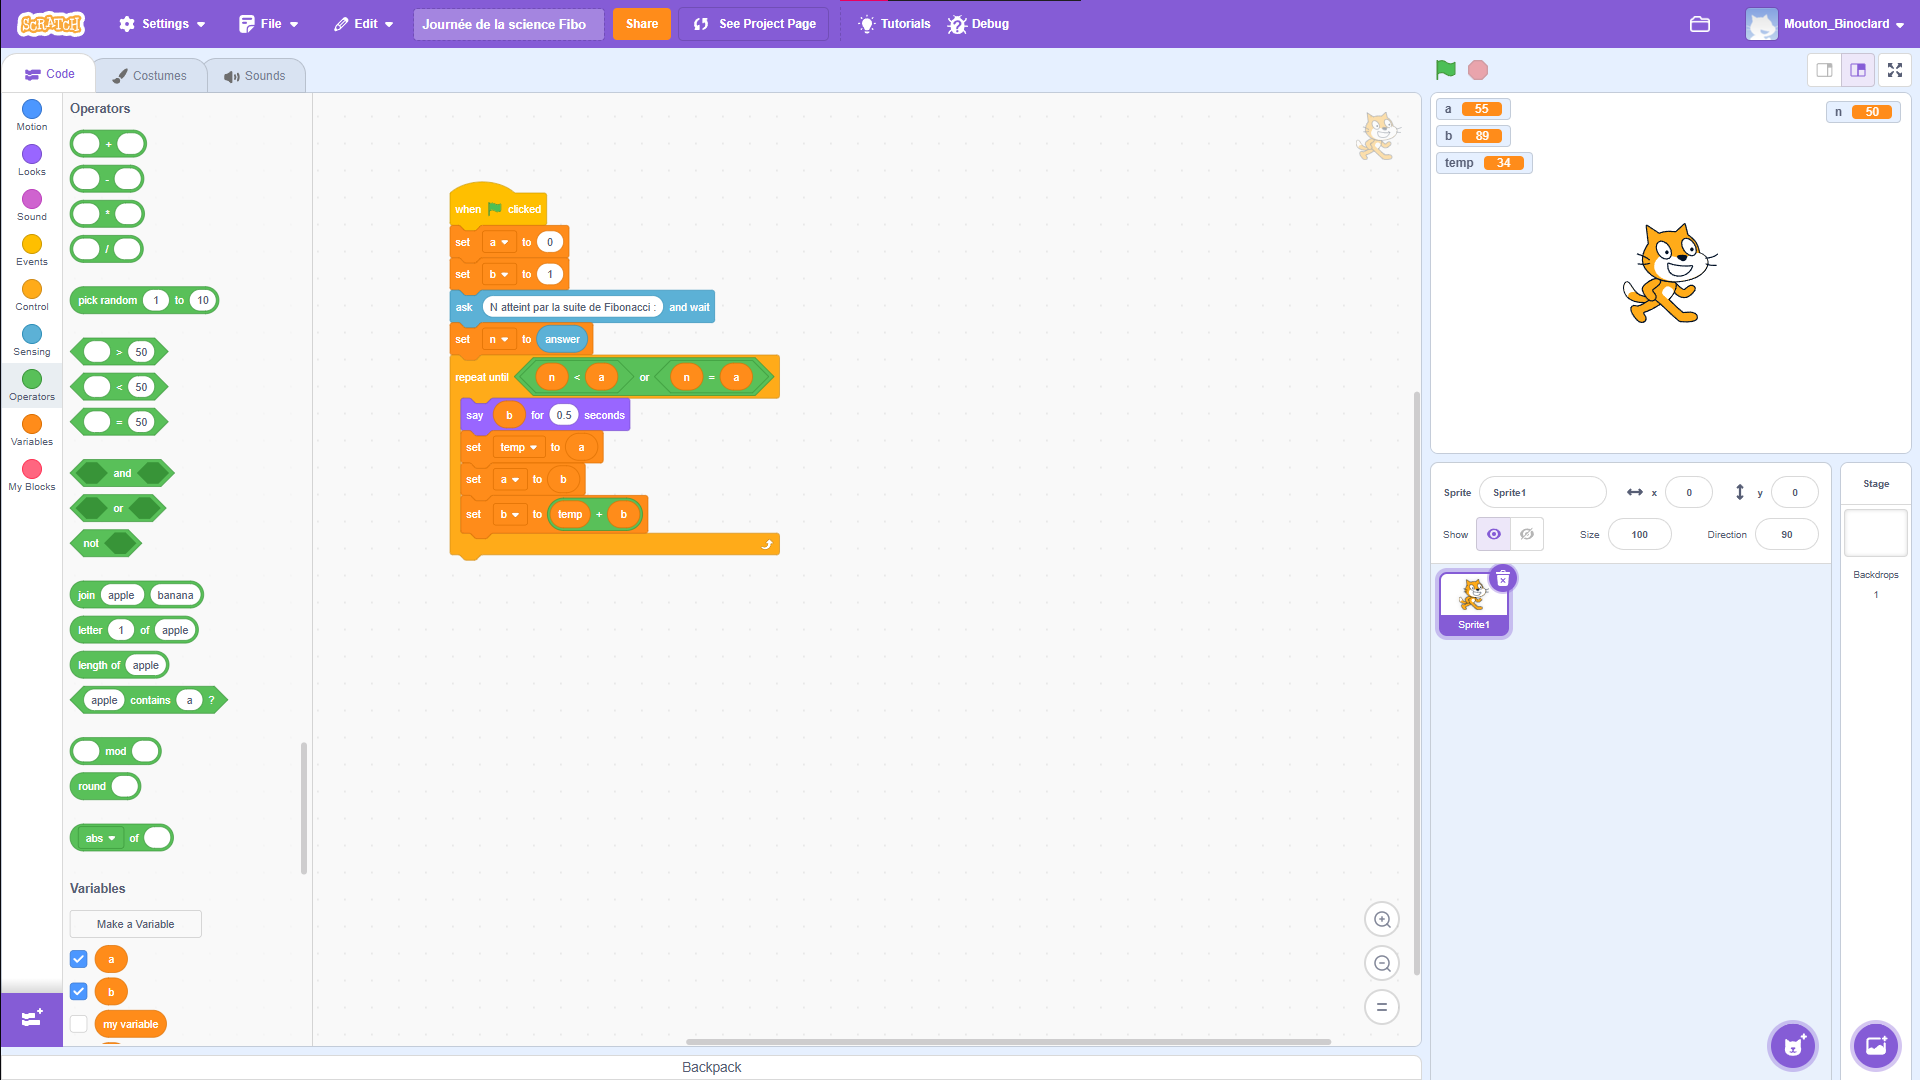 SCRATCH
Settings
File
Edit
Journée de la science Fibo
Share
See Project Page
Tutorials
Debug
Mouton_Binoclard
Code
Costumes
Sounds
Motion
Looks
Sound
Events
Control
Sensing
Operators
Variables
My Blocks
Operators
+
-
*
/
pick random 1 to 10
> 50
< 50
= 50
and
or
not
join apple banana
letter 1 of apple
length of apple
apple contains a ?
mod
round
abs of
Variables
Make a Variable
a
b
my variable
when clicked
set a to 0
set b to 1
ask N atteint par la suite de Fibonacci : and wait
set n to answer
repeat until n < a or n = a
say b for 0.5 seconds
set temp to a
set a to b
set b to temp + b
Backpack
a 55
b 89
temp 34
n 50
Sprite Sprite1 x 0 y 0
Show Size 100 Direction 90
Sprite1
Stage
Backdrops
1